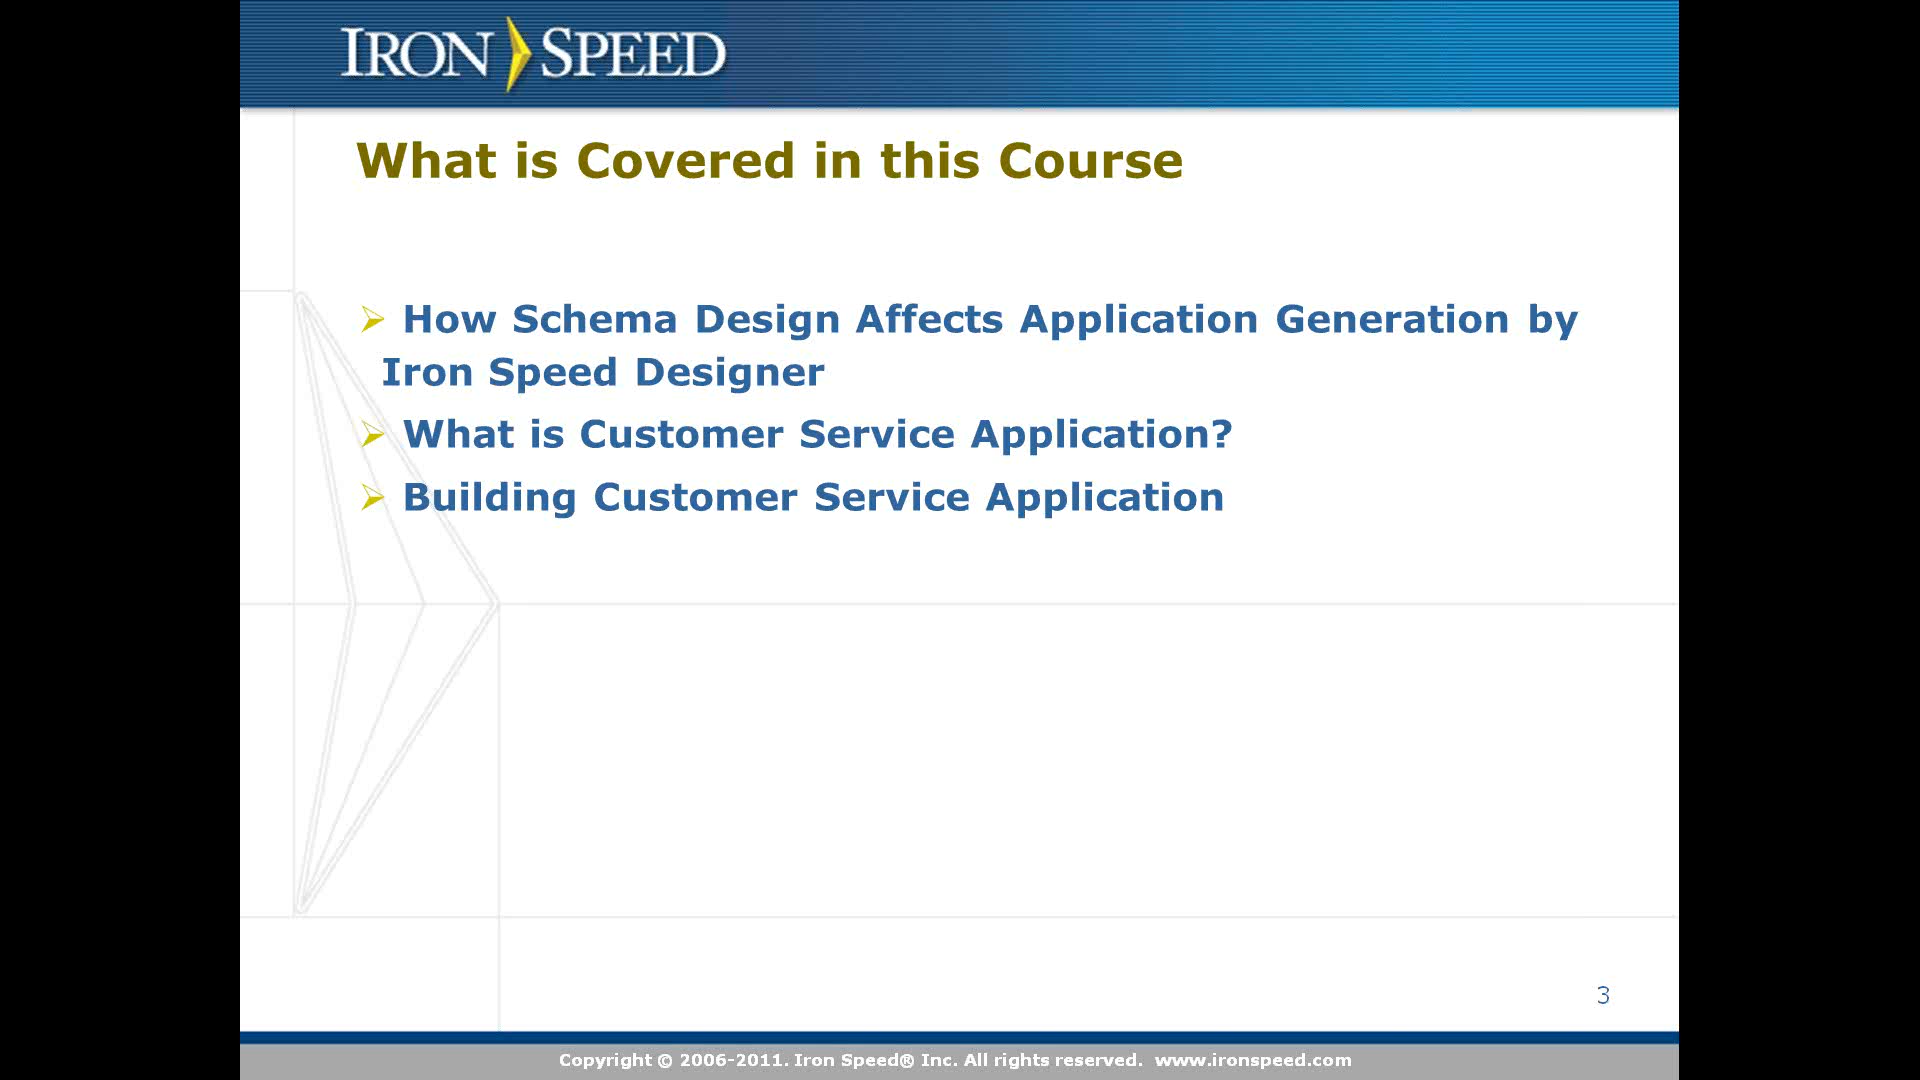 IRON SPEED
What is Covered in this Course
How Schema Design Affects Application Generation by
Iron Speed Designer
What is Customer Service Application?
Building Customer Service Application
3
Copyright © 2006-2011. Iron Speed® Inc. All rights reserved. www.ironspeed.com